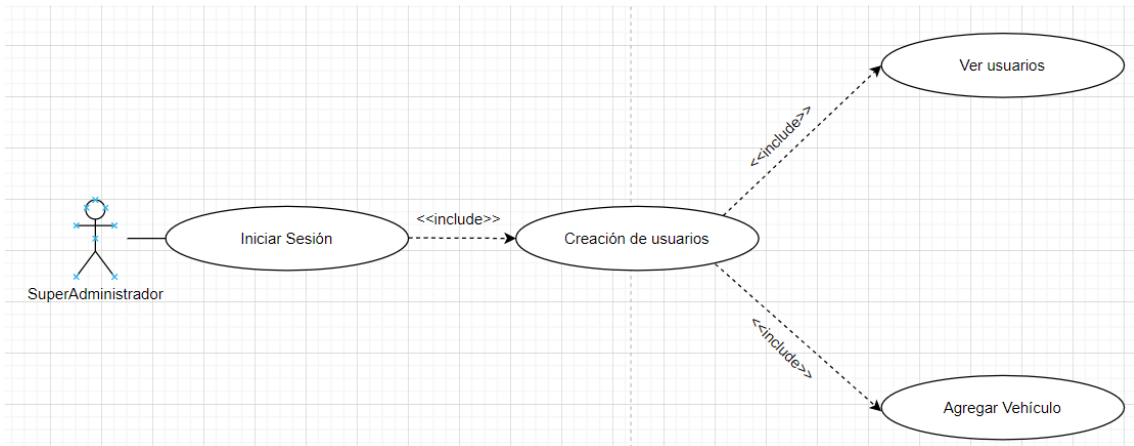 Ver usuarios
<<include>>
<<include>>
Iniciar Sesión
Creación de usuarios
SuperAdministrador
<<include>>
Agregar Vehículo